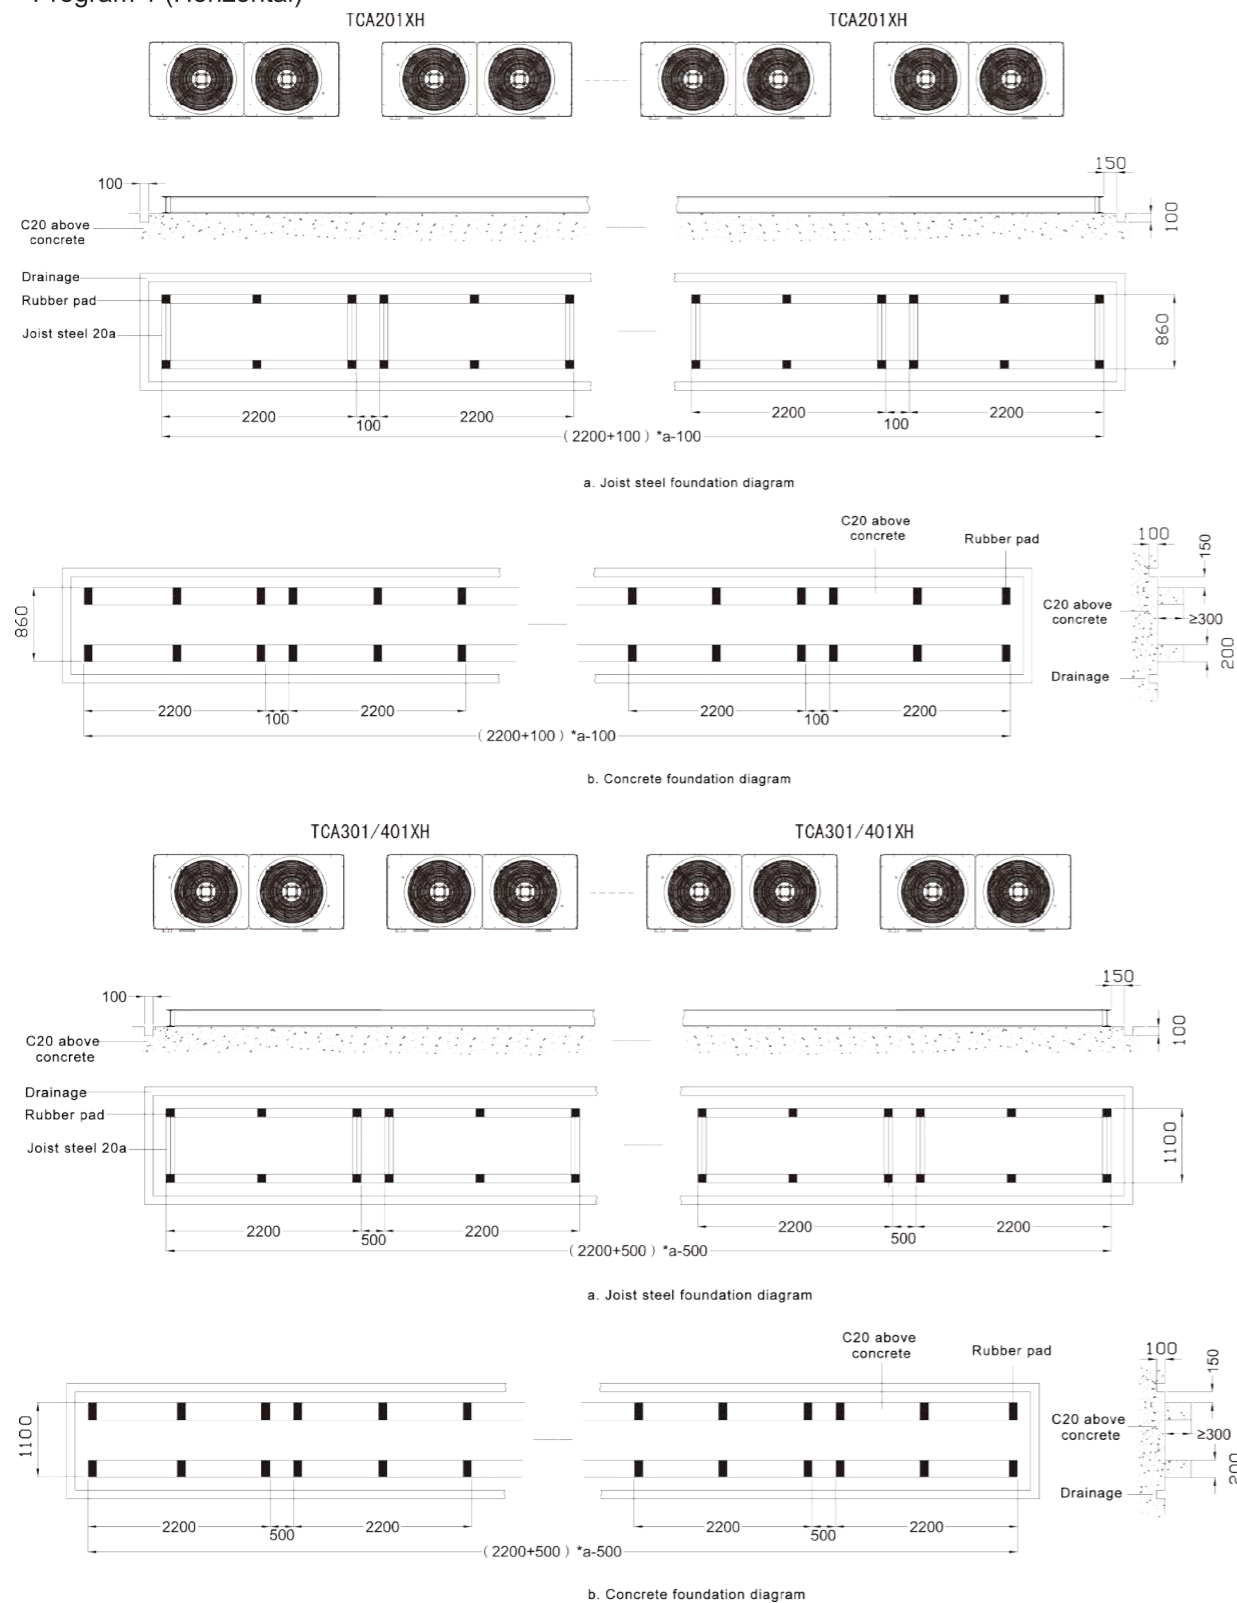 TCA201XH TCA201XH
150
100
100
C20 above
concrete
Drainage
Rubber pad
Joist steel 20a
860
2200 2200 2200 2200
100 100
(2200+100) *a-100
a. Joist steel foundation diagram
C20 above
concrete
Rubber pad
100
150
860
C20 above
concrete
≥300
200
Drainage
2200 2200 2200 2200
100 100
(2200+100) *a-100
b. Concrete foundation diagram
TCA301/401XH TCA301/401XH
150
100
100
C20 above
concrete
Drainage
Rubber pad
Joist steel 20a
1100
2200 2200 2200 2200
500 500
(2200+500) *a-500
a. Joist steel foundation diagram
C20 above
concrete
Rubber pad
100
150
1100
C20 above
concrete
≥300
200
Drainage
2200 2200 2200 2200
500 500
(2200+500) *a-500
b. Concrete foundation diagram